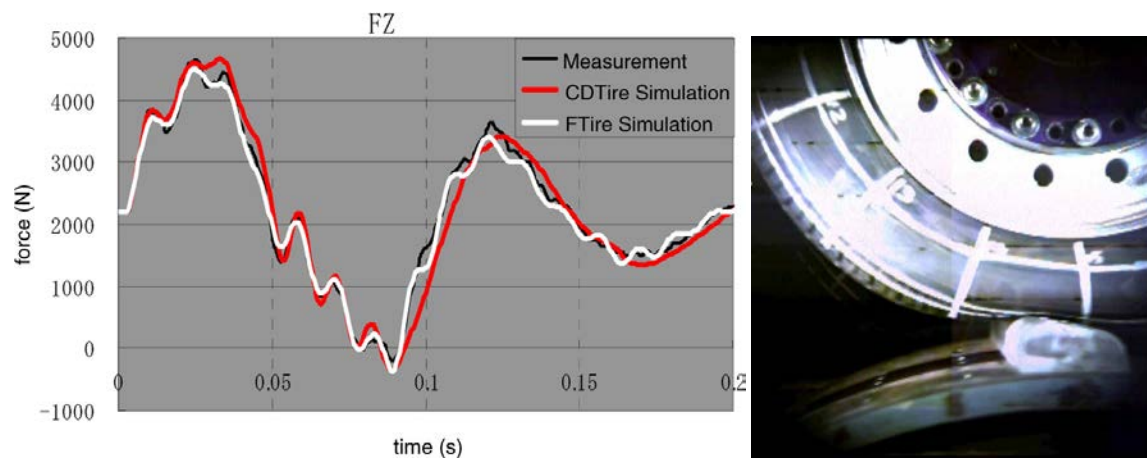 FZ
5000
4000
3000
2000
1000
0
-1000
0 0.05 0.1 0.15 0.2
force (N)
time (s)
Measurement
CDTire Simulation
FTire Simulation